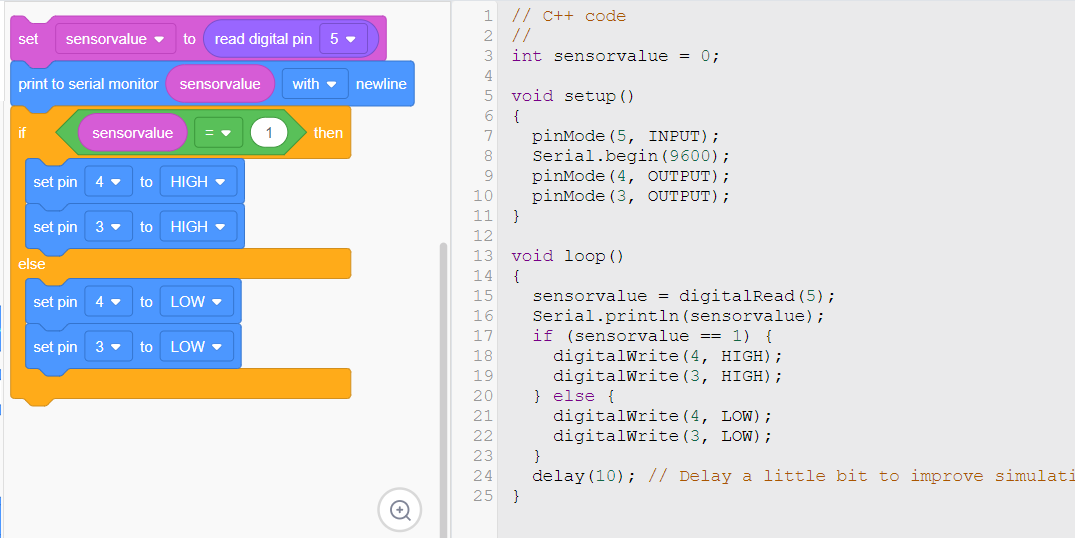 set sensorvalue to read digital pin 5
print to serial monitor sensorvalue with newline
if sensorvalue = 1 then
set pin 4 to HIGH
set pin 3 to HIGH
else
set pin 4 to LOW
set pin 3 to LOW
1 // C++ code
2 //
3 int sensorvalue = 0;
4
5 void setup()
6 {
7 pinMode(5, INPUT);
8 Serial.begin(9600);
9 pinMode(4, OUTPUT);
10 pinMode(3, OUTPUT);
11 }
12
13 void loop()
14 {
15 sensorvalue = digitalRead(5);
16 Serial.println(sensorvalue);
17 if (sensorvalue == 1) {
18 digitalWrite(4, HIGH);
19 digitalWrite(3, HIGH);
20 } else {
21 digitalWrite(4, LOW);
22 digitalWrite(3, LOW);
23 }
24 delay(10); // Delay a little bit to improve simulati
25 }